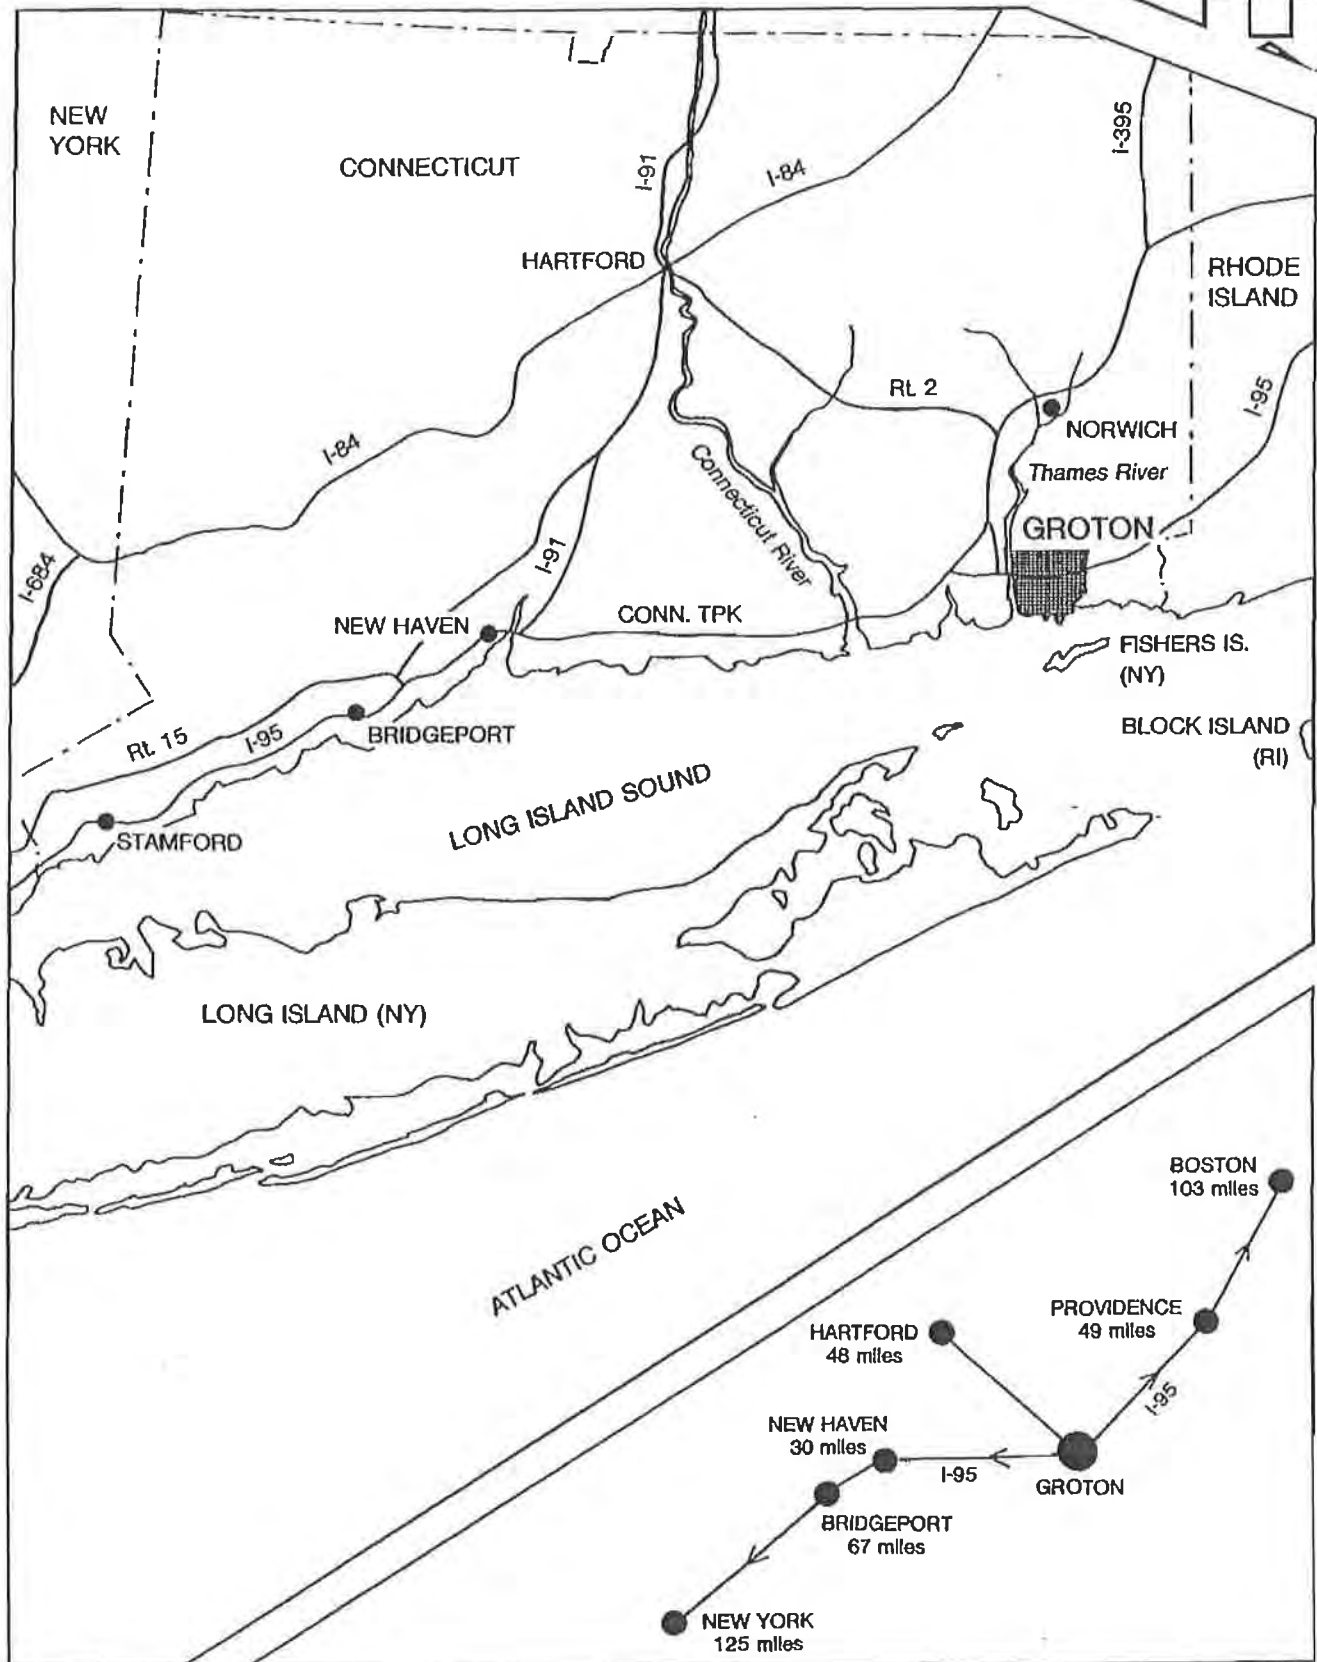 NEW
YORK
CONNECTICUT
I-91
I-84
I-395
HARTFORD
RHODE
ISLAND
Rt. 2
I-95
NORWICH
Thames River
I-84
Connecticut River
GROTON
I-684
I-91
NEW HAVEN
CONN. TPK
FISHERS IS.
(NY)
Rt. 15
I-95
BRIDGEPORT
BLOCK ISLAND
(RI)
LONG ISLAND SOUND
STAMFORD
LONG ISLAND (NY)
ATLANTIC OCEAN
BOSTON
103 miles
PROVIDENCE
49 miles
HARTFORD
48 miles
I-95
NEW HAVEN
30 miles
I-95
GROTON
BRIDGEPORT
67 miles
NEW YORK
125 miles